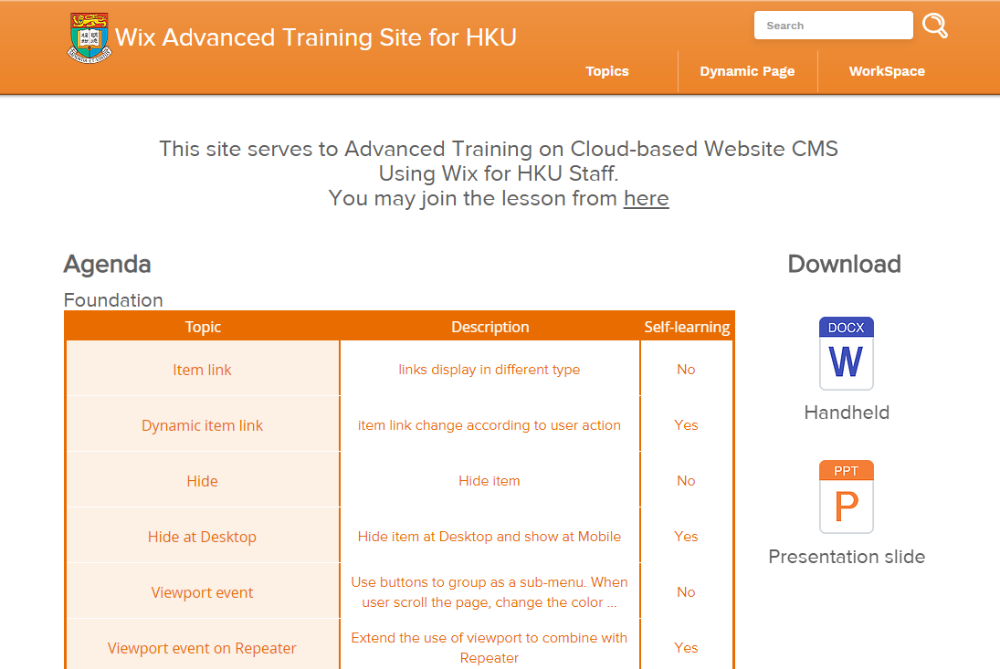 Wix Advanced Training Site for HKU
Search
Topics
Dynamic Page
WorkSpace
This site serves to Advanced Training on Cloud-based Website CMS
Using Wix for HKU Staff.
You may join the lesson from here
Agenda
Foundation
Topic Description Self-learning
Item link links display in different type No
Dynamic item link item link change according to user action Yes
Hide Hide item No
Hide at Desktop Hide item at Desktop and show at Mobile Yes
Viewport event Use buttons to group as a sub-menu. When
user scroll the page, change the color ... No
Viewport event on Repeater Extend the use of viewport to combine with
Repeater Yes
Download
DOCX
W
Handheld
PPT
P
Presentation slide